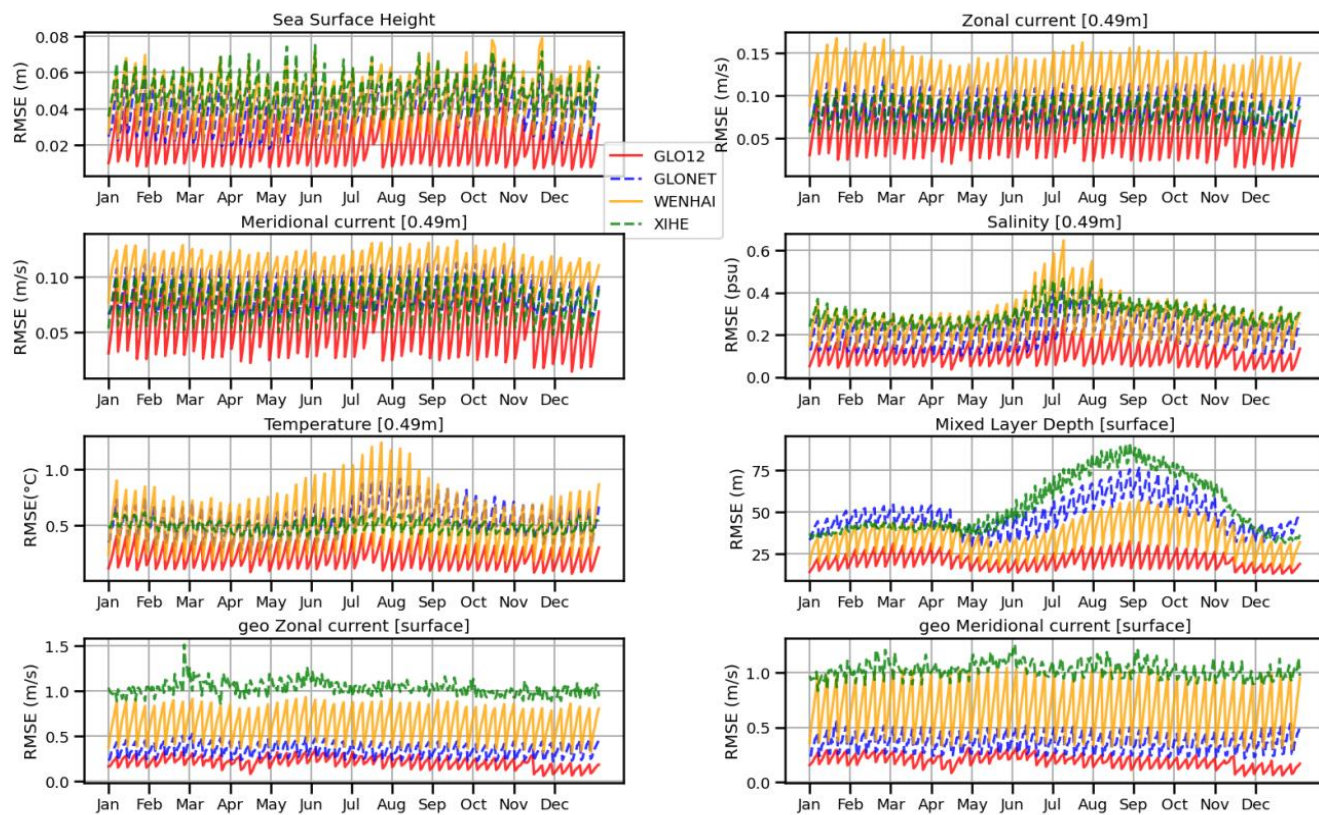 Sea Surface Height
RMSE (m)
0.08
0.06
0.04
0.02
Jan Feb Mar Apr May Jun Jul Aug Sep Oct Nov Dec
Zonal current [0.49m]
RMSE (m/s)
0.15
0.10
0.05
Jan Feb Mar Apr May Jun Jul Aug Sep Oct Nov Dec
GLO12
GLONET
WENHAI
XIHE
Meridional current [0.49m]
RMSE (m/s)
0.10
0.05
Jan Feb Mar Apr May Jun Jul Aug Sep Oct Nov Dec
Salinity [0.49m]
RMSE (psu)
0.6
0.4
0.2
0.0
Jan Feb Mar Apr May Jun Jul Aug Sep Oct Nov Dec
Temperature [0.49m]
RMSE(°C)
1.0
0.5
Jan Feb Mar Apr May Jun Jul Aug Sep Oct Nov Dec
Mixed Layer Depth [surface]
RMSE (m)
75
50
25
Jan Feb Mar Apr May Jun Jul Aug Sep Oct Nov Dec
geo Zonal current [surface]
RMSE (m/s)
1.5
1.0
0.5
0.0
Jan Feb Mar Apr May Jun Jul Aug Sep Oct Nov Dec
geo Meridional current [surface]
RMSE (m/s)
1.0
0.5
0.0
Jan Feb Mar Apr May Jun Jul Aug Sep Oct Nov Dec